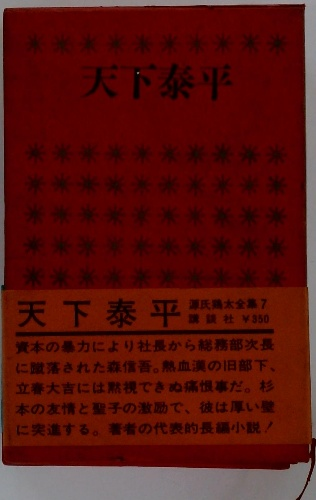 天下泰平
天下泰平
源氏鶏太全集7
講談社 ¥350
資本の暴力により社長から総務部次長
に蹴落された森信吾。熱血漢の旧部下、
立春大吉には黙視できぬ痛恨事だ。杉
本の友情と聖子の激励で、彼は厚い壁
に突進する。著者の代表的長編小説!